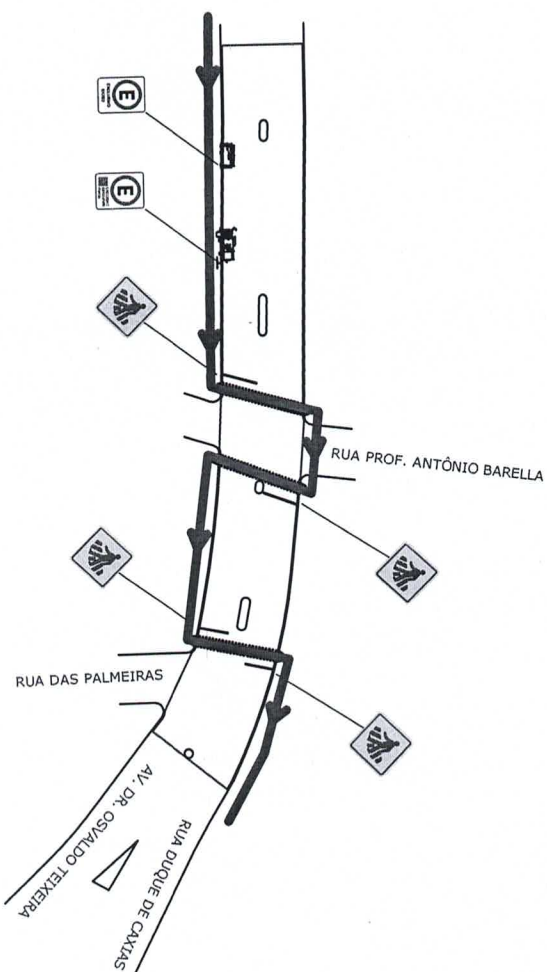 E
E
RUA PROF. ANTÔNIO BARELLA
RUA DAS PALMEIRAS
AV. DR. OSVALDO TEIXEIRA
RUA DUQUE DE CAXIAS